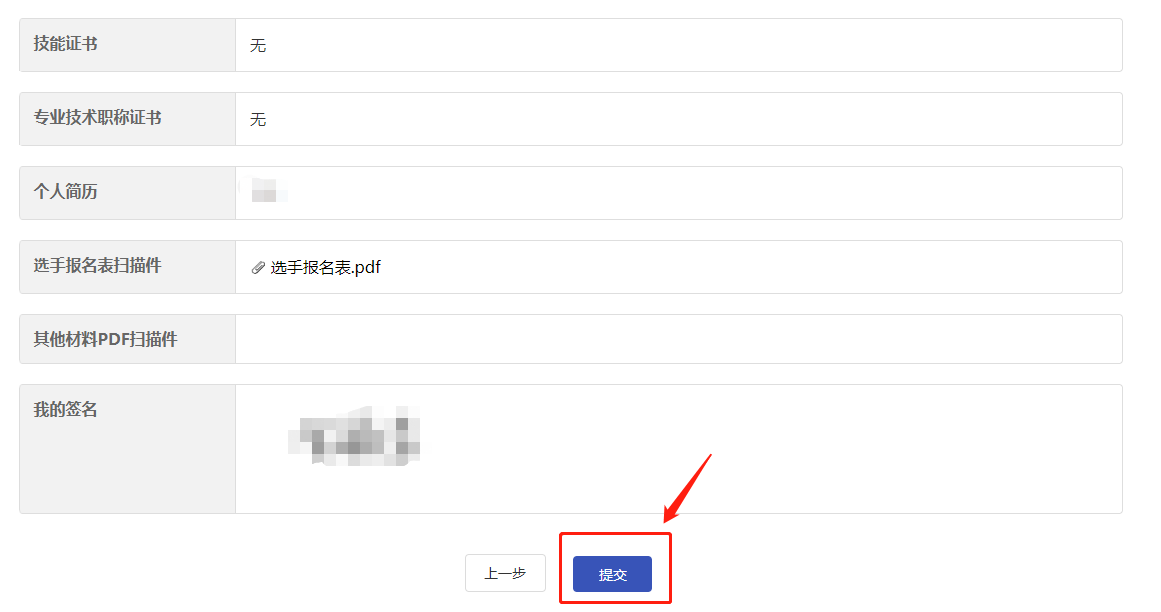 技能证书
无
专业技术职称证书
无
个人简历
选手报名表扫描件
选手报名表.pdf
其他材料PDF扫描件
我的签名
上一步
提交